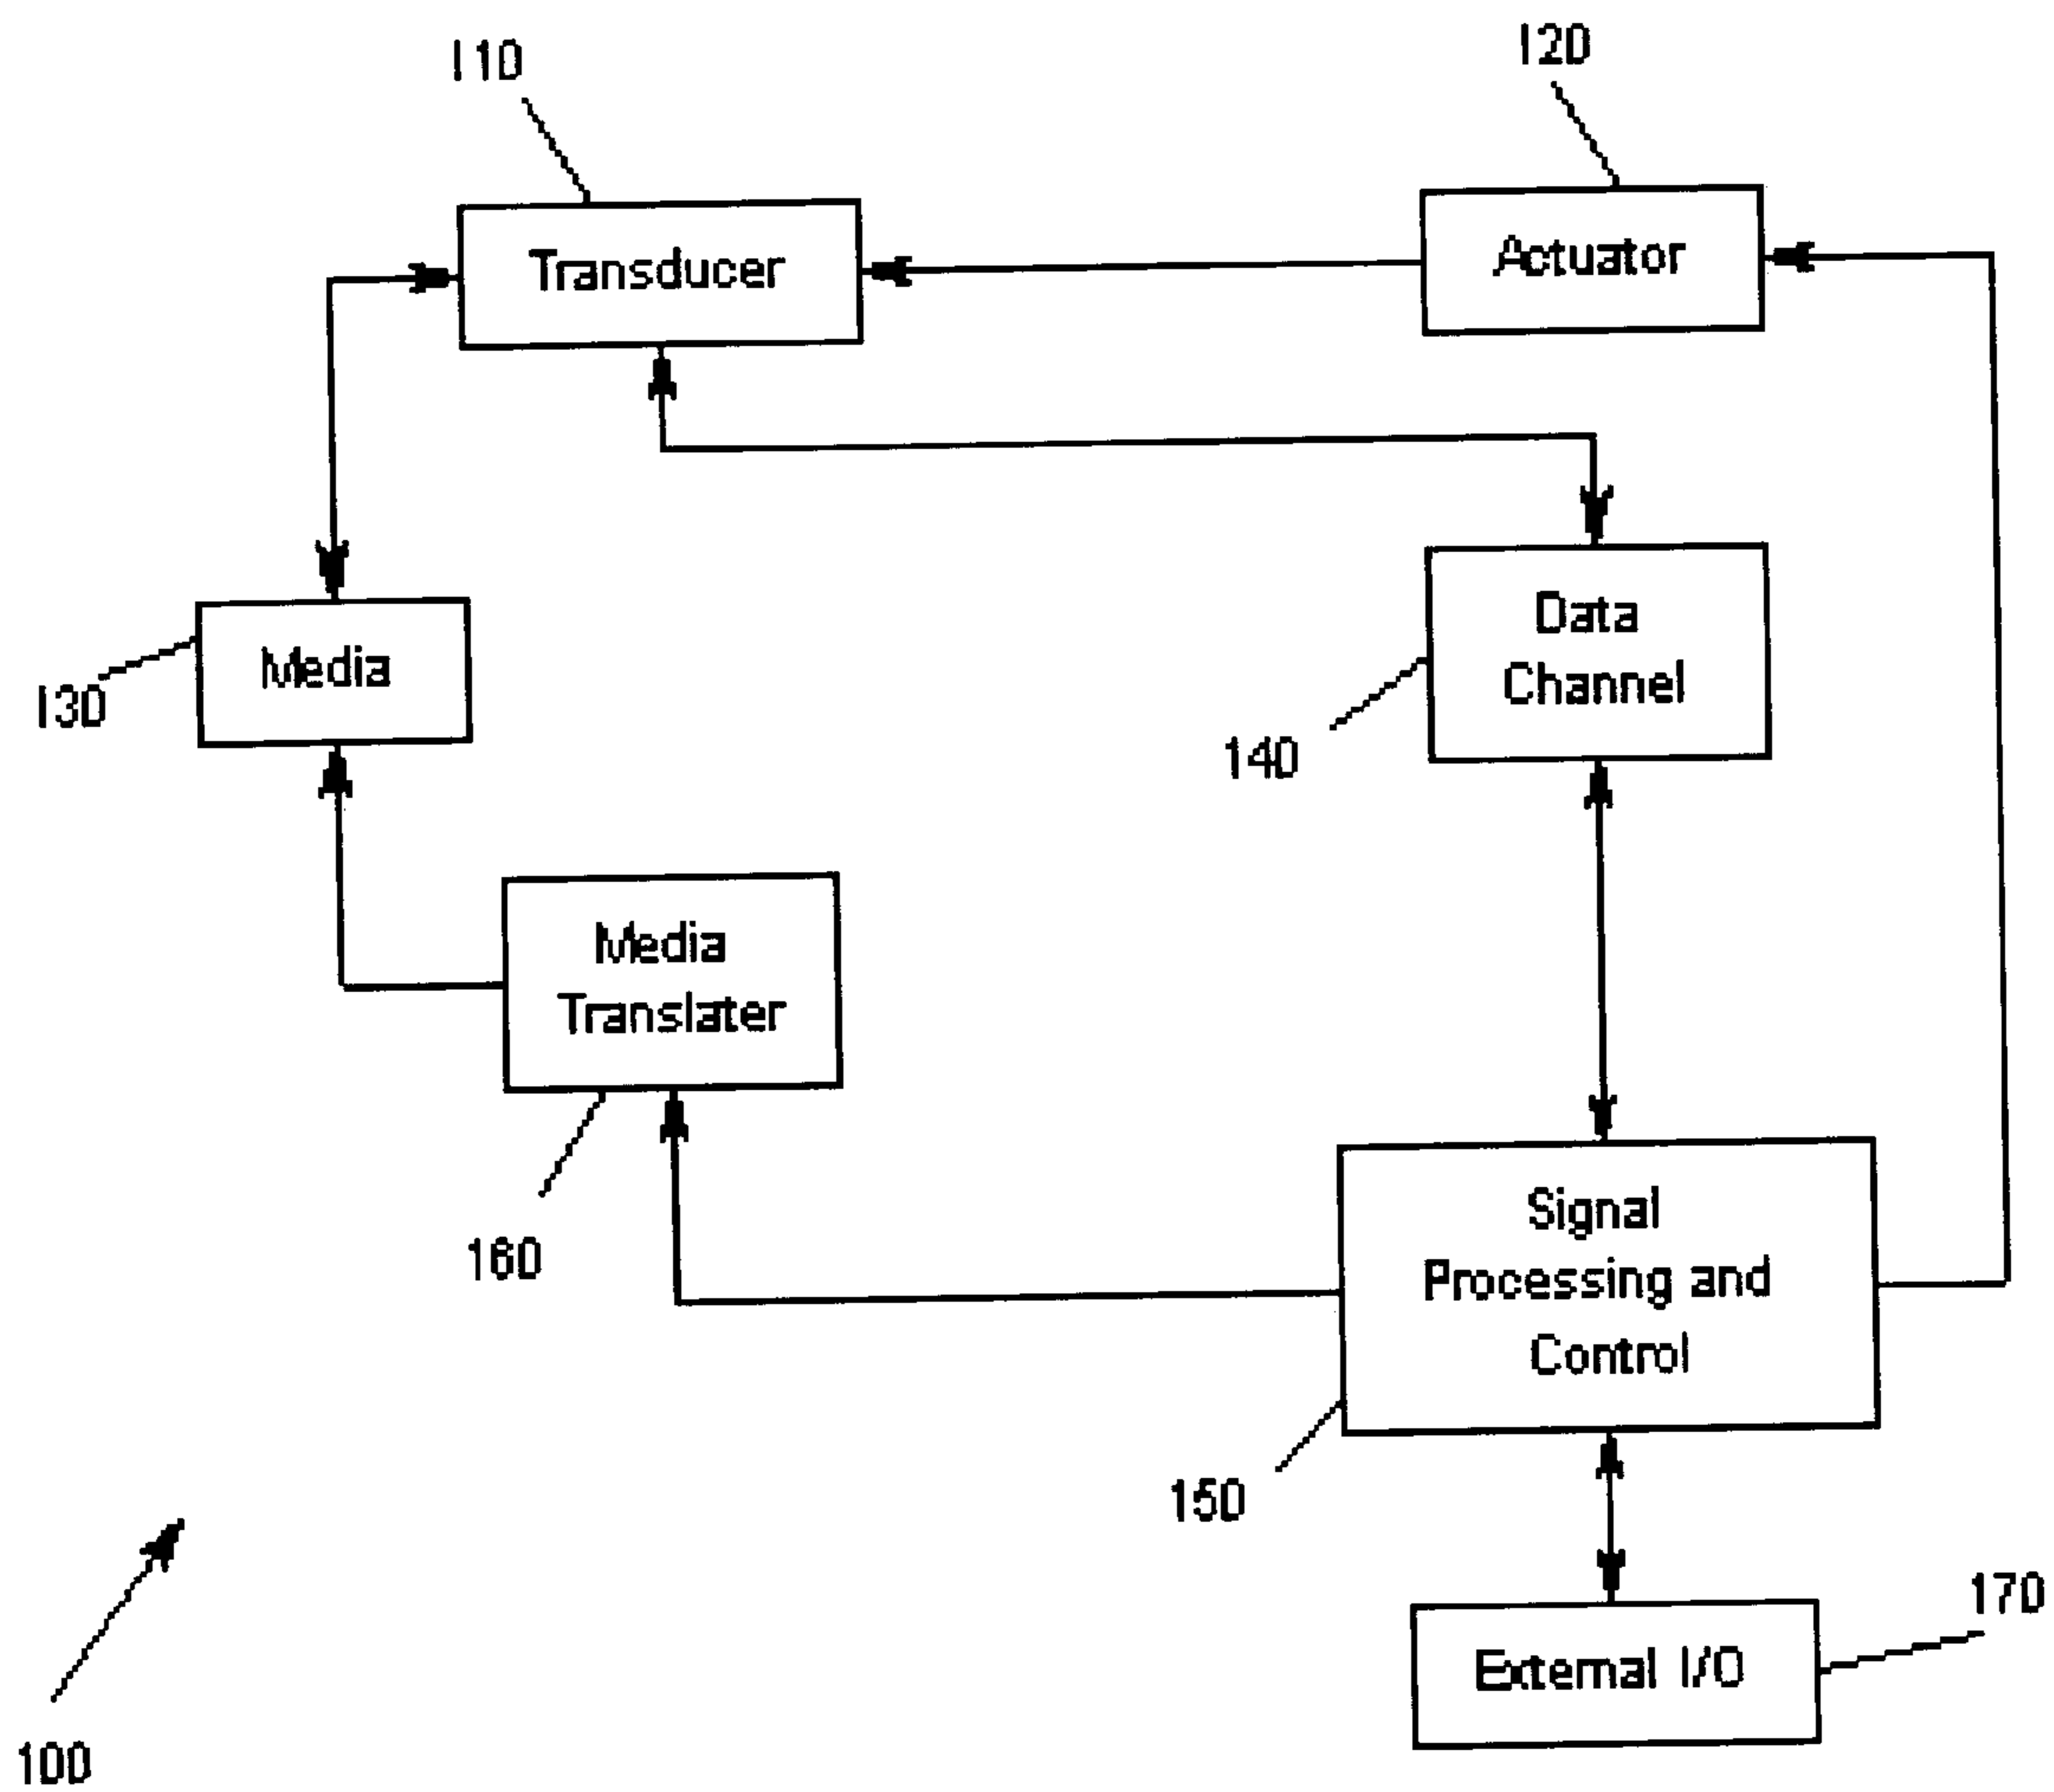 110
120
Transducer
Actuator
Media
130
Data
Channel
140
Media
Translater
160
Signal
Processing and
Control
150
External I/O
170
100